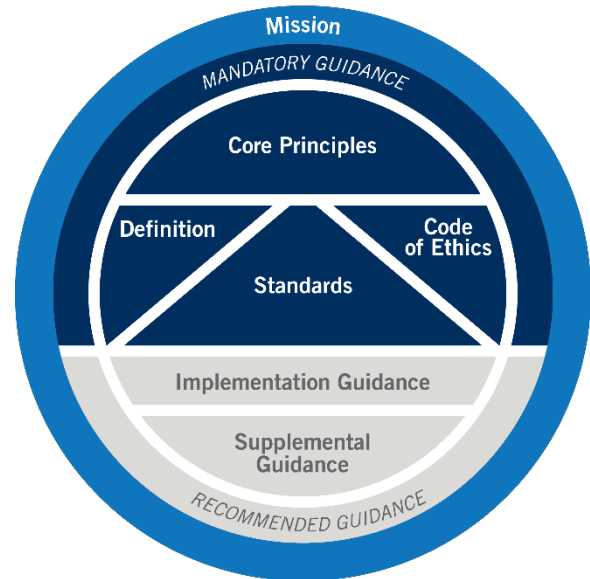 Mission
MANDATORY GUIDANCE
Core Principles
Definition
Code
of Ethics
Standards
Implementation Guidance
Supplemental
Guidance
RECOMMENDED GUIDANCE